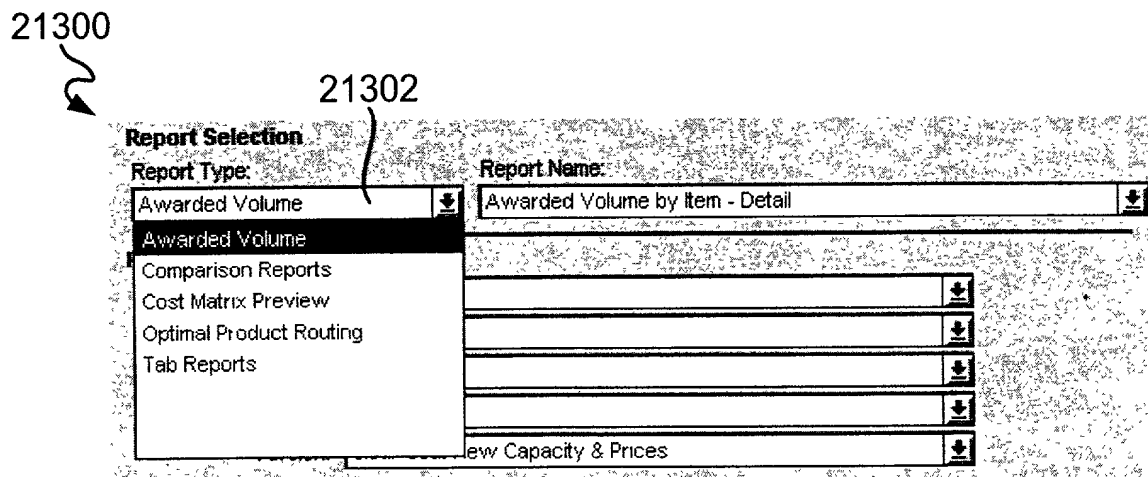 21300
21302
Report Selection
Report Type: Report Name:
Awarded Volume Awarded Volume by Item - Detail
Awarded Volume
Comparison Reports
Cost Matrix Preview
Optimal Product Routing
Tab Reports
Capacity & Prices